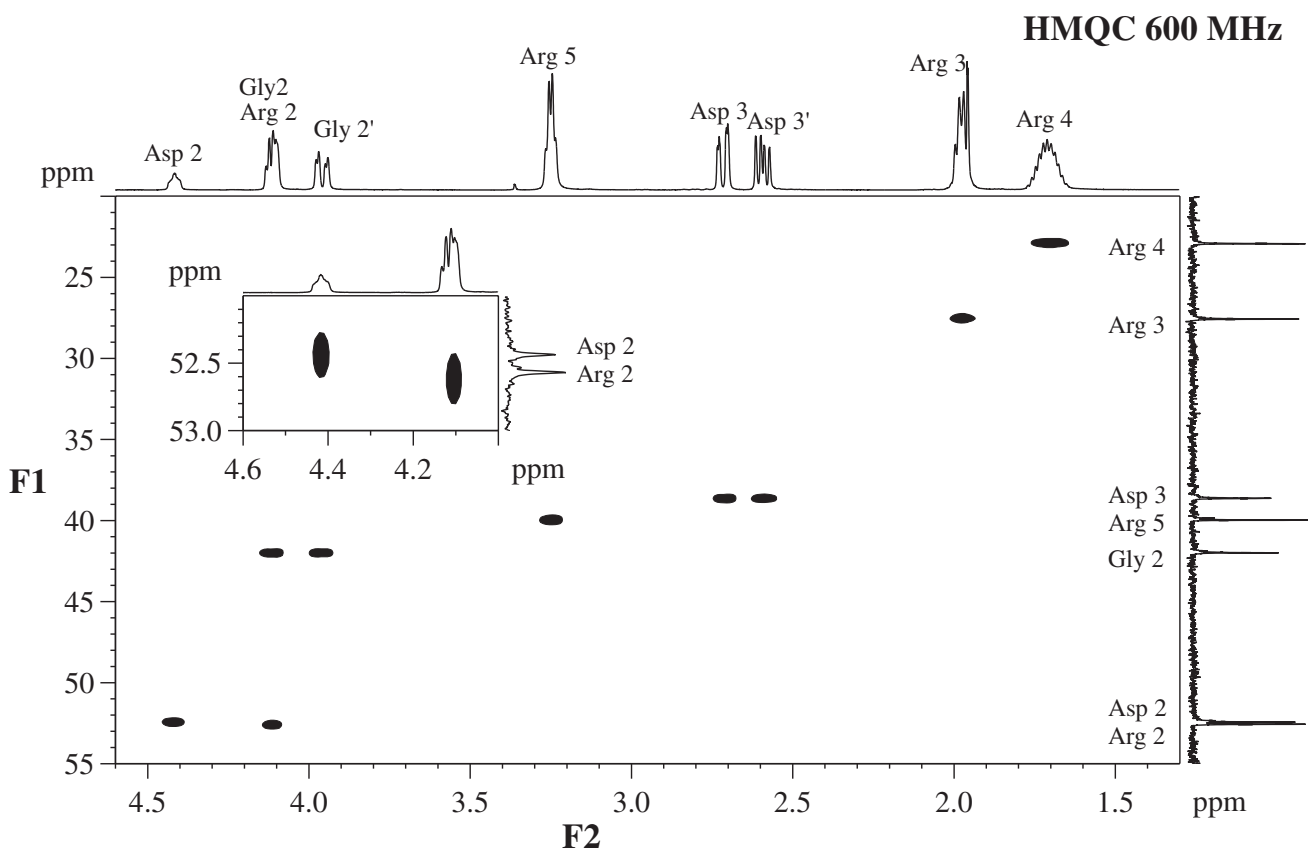 HMQC 600 MHz
Arg 5
Arg 3
Gly2
Arg 2
Asp 3
Asp 3'
Arg 4
Gly 2'
Asp 2
ppm
Arg 4
25
ppm
Arg 3
30
Asp 2
52.5
Arg 2
35
53.0
4.6
4.4
4.2
ppm
F1
Asp 3
40
Arg 5
Gly 2
45
50
Asp 2
Arg 2
55
4.5
4.0
3.5
3.0
2.5
2.0
1.5
ppm
F2